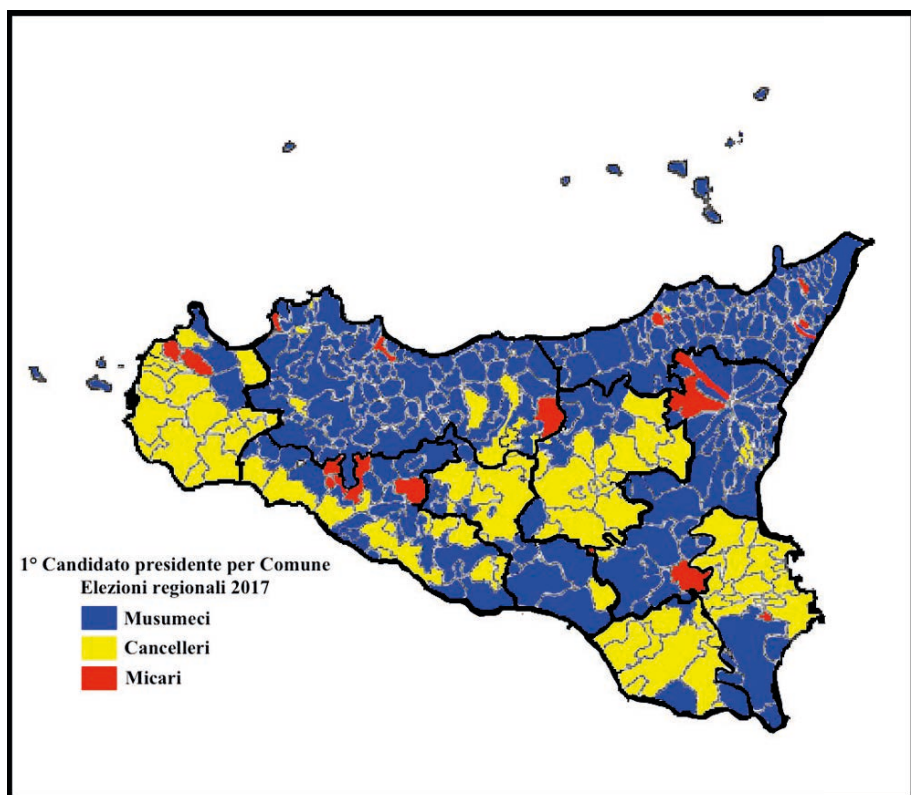 1° Candidato presidente per Comune
Elezioni regionali 2017
Musumeci
Cancelleri
Micari